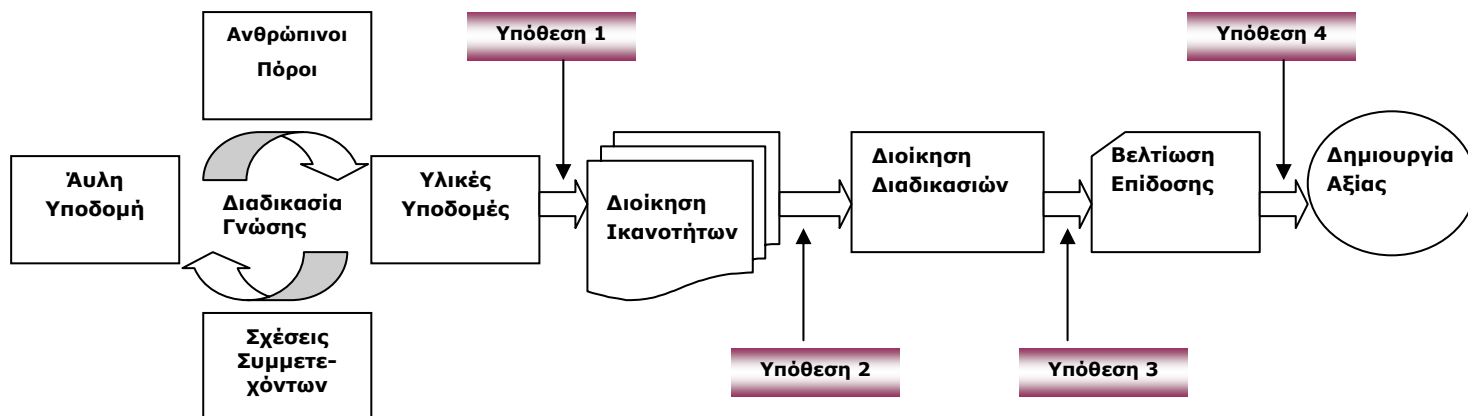 Ανθρώπινοι
Πόροι
Υπόθεση 1
Υπόθεση 4
Άυλη
Υποδομή
Διαδικασία
Γνώσης
Υλικές
Υποδομές
Διοίκηση
Ικανοτήτων
Διοίκηση
Διαδικασιών
Βελτίωση
Επίδοσης
Δημιουργία
Αξίας
Σχέσεις
Συμμετε-
χόντων
Υπόθεση 2
Υπόθεση 3